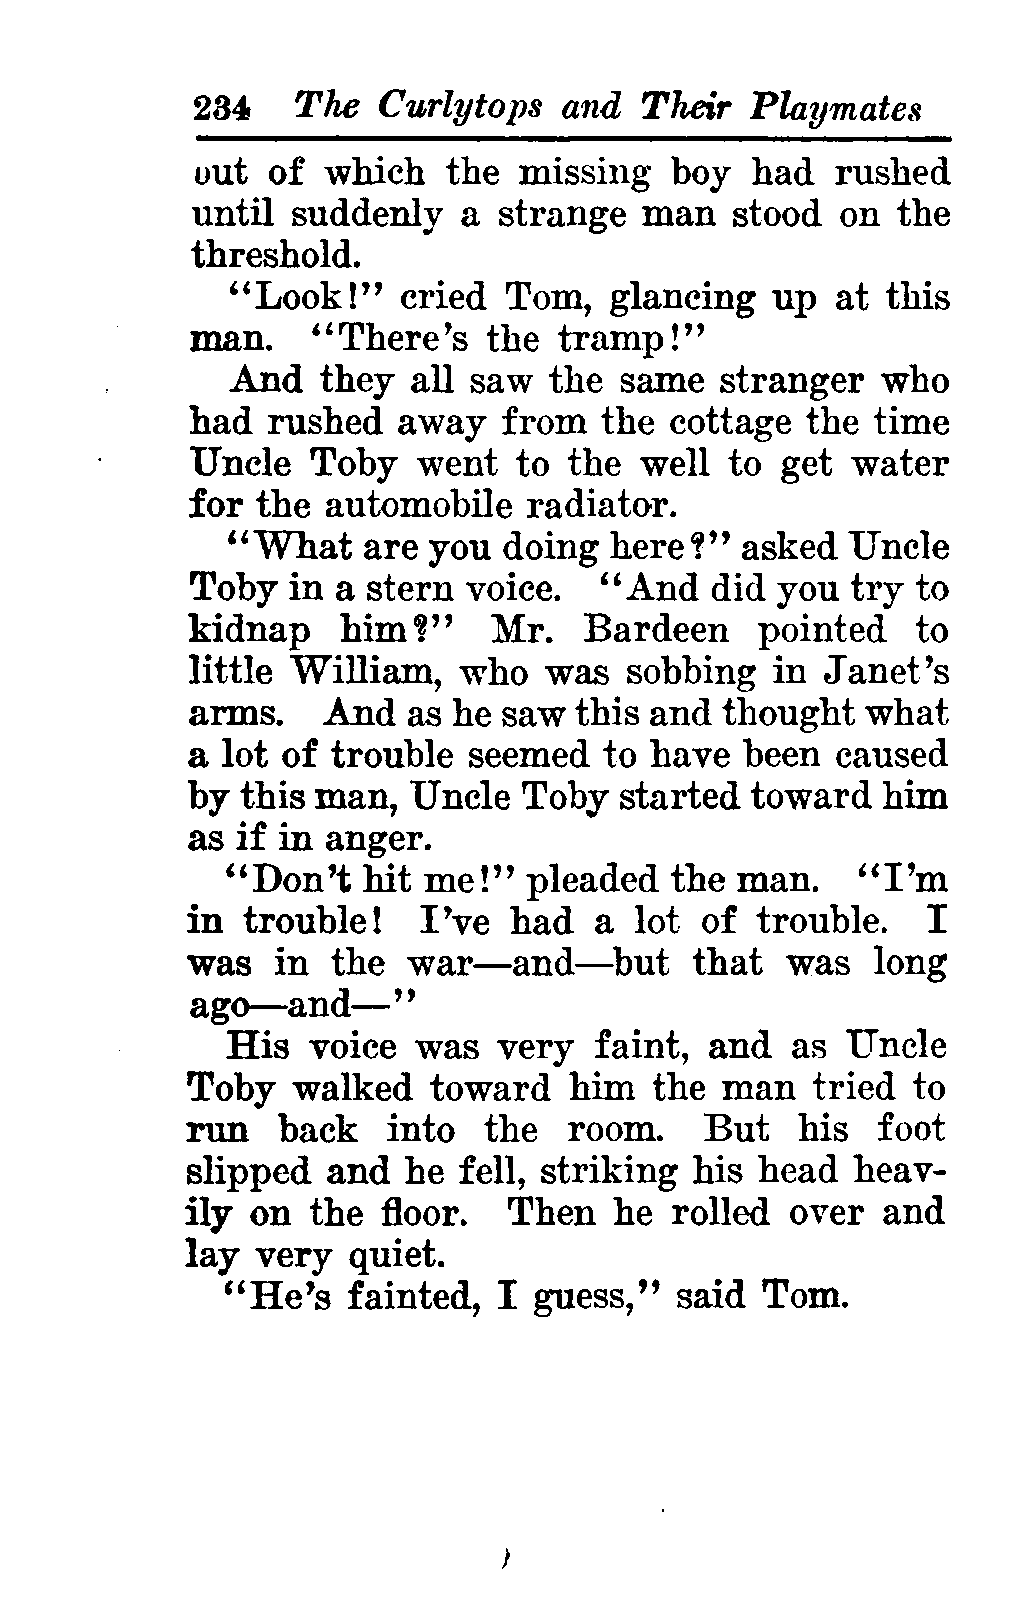 234 The Curlytops and Their Playmates
out of which the missing boy had rushed
until suddenly a strange man stood on the
threshold.
"Look!" cried Tom, glancing up at this
man. "There's the tramp!"
And they all saw the same stranger who
had rushed away from the cottage the time
Uncle Toby went to the well to get water
for the automobile radiator.
"What are you doing here?" asked Uncle
Toby in a stern voice. "And did you try to
kidnap him?" Mr. Bardeen pointed to
little William, who was sobbing in Janet's
arms. And as he saw this and thought what
a lot of trouble seemed to have been caused
by this man, Uncle Toby started toward him
as if in anger.
"Don't hit me!" pleaded the man. "I'm
in trouble! I've had a lot of trouble. I
was in the war—and—but that was long
ago—and—"
His voice was very faint, and as Uncle
Toby walked toward him the man tried to
run back into the room. But his foot
slipped and he fell, striking his head heav-
ily on the floor. Then he rolled over and
lay very quiet.
"He's fainted, I guess," said Tom.